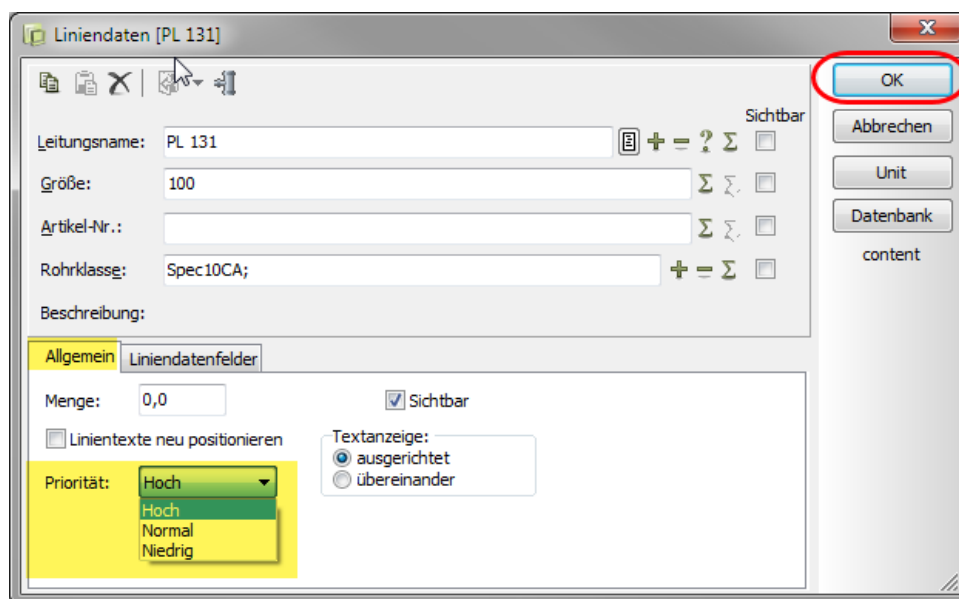 Liniendaten [PL 131]
OK
Sichtbar
Leitungsname: PL 131
Abbrechen
Größe: 100
Unit
Artikel-Nr.:
Datenbank
Rohrklasse: Spec10CA;
content
Beschreibung:
Allgemein Liniendatenfelder
Menge: 0,0 Sichtbar
Linientexte neu positionieren
Textanzeige:
ausgerichtet
übereinander
Priorität: Hoch
Hoch
Normal
Niedrig